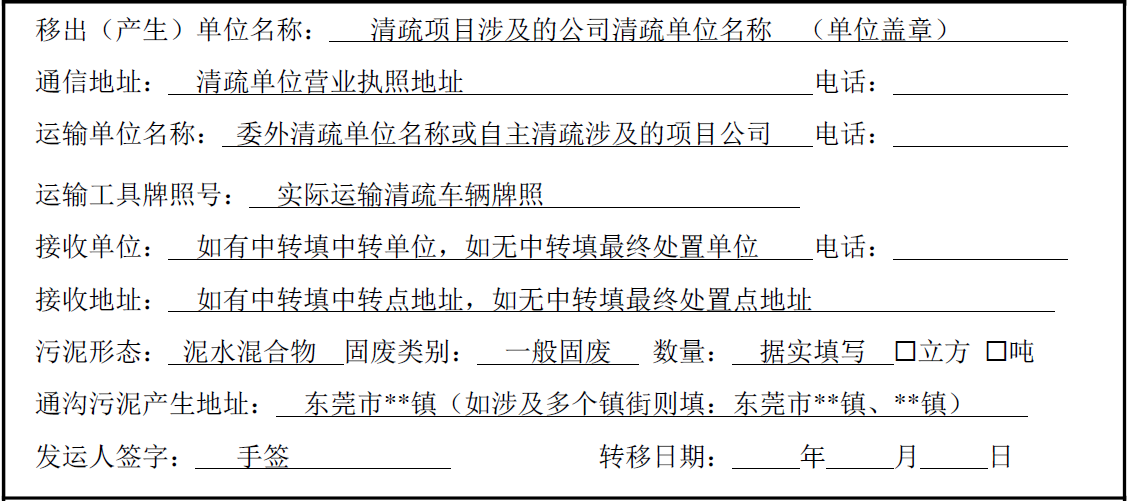 移出（产生）单位名称： 清疏项目涉及的公司清疏单位名称 （单位盖章）
通信地址： 清疏单位营业执照地址 电话：
运输单位名称： 委外清疏单位名称或自主清疏涉及的项目公司 电话：
运输工具牌照号： 实际运输清疏车辆牌照
接收单位： 如有中转填中转单位，如无中转填最终处置单位 电话：
接收地址： 如有中转填中转点地址，如无中转填最终处置点地址
污泥形态： 泥水混合物 固废类别： 一般固废 数量： 据实填写 □立方 □吨
通沟污泥产生地址： 东莞市**镇（如涉及多个镇街则填：东莞市**镇、**镇）
发运人签字： 手签 转移日期： 年 月 日